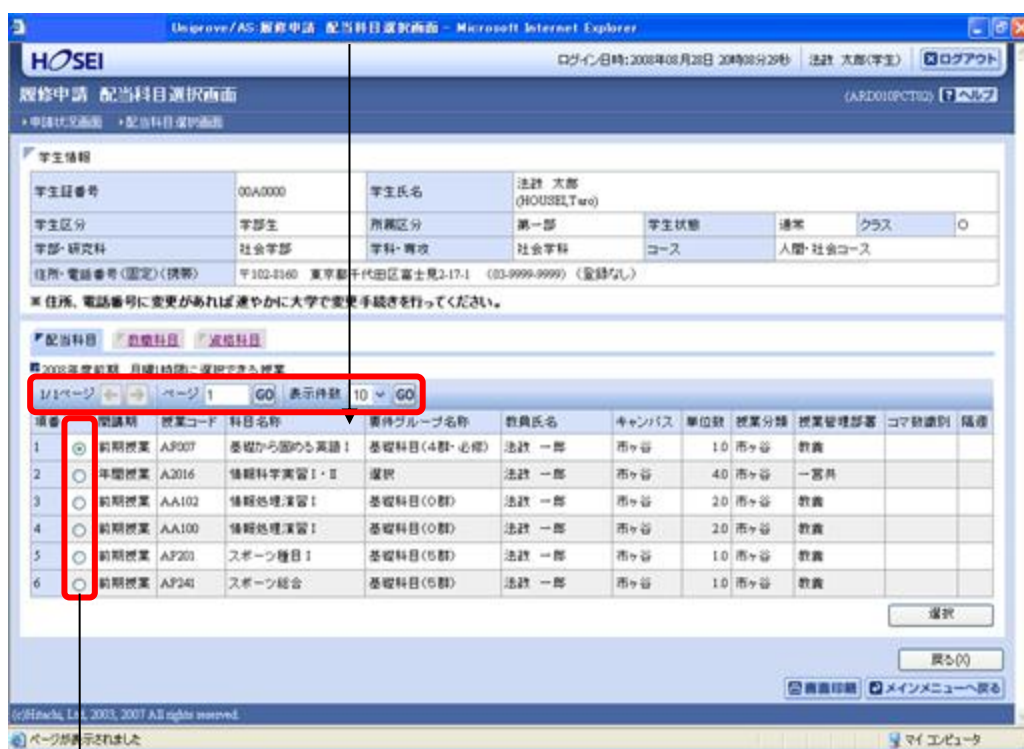 Uniprove/AS:履修申請 配当科目選択画面 - Microsoft Internet Explorer
HOSEI ログイン日時:2008年08月28日 20時08分29秒 法政 太郎(学生) ログアウト
履修申請 配当科目選択画面 (ARD010PCT02) ヘルプ
申請状況画面 配当科目選択画面
学生情報
学生証番号 00A0000 学生氏名 法政 太郎
(HOUSEI,Taro)
学生区分 学部生 所属区分 第一部 学生状態 通常 クラス ○
学部・研究科 社会学部 学科・専攻 社会学科 コース 人間・社会コース
住所・電話番号(固定)(携帯) 〒102-8160 東京都千代田区富士見2-17-1 (03-9999-9999) (登録なし)
※ 住所、電話番号に変更があれば速やかに大学で変更手続きを行ってください。
配当科目 教職科目 資格科目
2008年度前期 月曜1時限に選択できる授業
1/1ページ ← → ページ 1 GO 表示件数 10 GO
項番 開講期 授業コード 科目名称 要件グループ名称 教員氏名 キャンパス 単位数 授業分類 授業管理部署 コマ数識別 隔週
1 前期授業 AF007 基礎から固める英語Ⅰ 基礎科目(4群・必修) 法政 一郎 市ヶ谷 1.0 市ヶ谷 教養
2 年間授業 A2016 情報科学実習Ⅰ・Ⅱ 選択 法政 一郎 市ヶ谷 4.0 市ヶ谷 一宮共
3 前期授業 AA102 情報処理演習Ⅰ 基礎科目(0群) 法政 一郎 市ヶ谷 2.0 市ヶ谷 教養
4 前期授業 AA100 情報処理演習Ⅰ 基礎科目(0群) 法政 一郎 市ヶ谷 2.0 市ヶ谷 教養
5 前期授業 AF201 スポーツ種目Ⅰ 基礎科目(5群) 法政 一郎 市ヶ谷 1.0 市ヶ谷 教養
6 前期授業 AF241 スポーツ総合 基礎科目(5群) 法政 一郎 市ヶ谷 1.0 市ヶ谷 教養
選択
戻る(X)
画面印刷 メインメニューへ戻る
(c)Hitachi, Ltd. 2003, 2007 All rights reserved.
ページが表示されました マイ コンピュータ